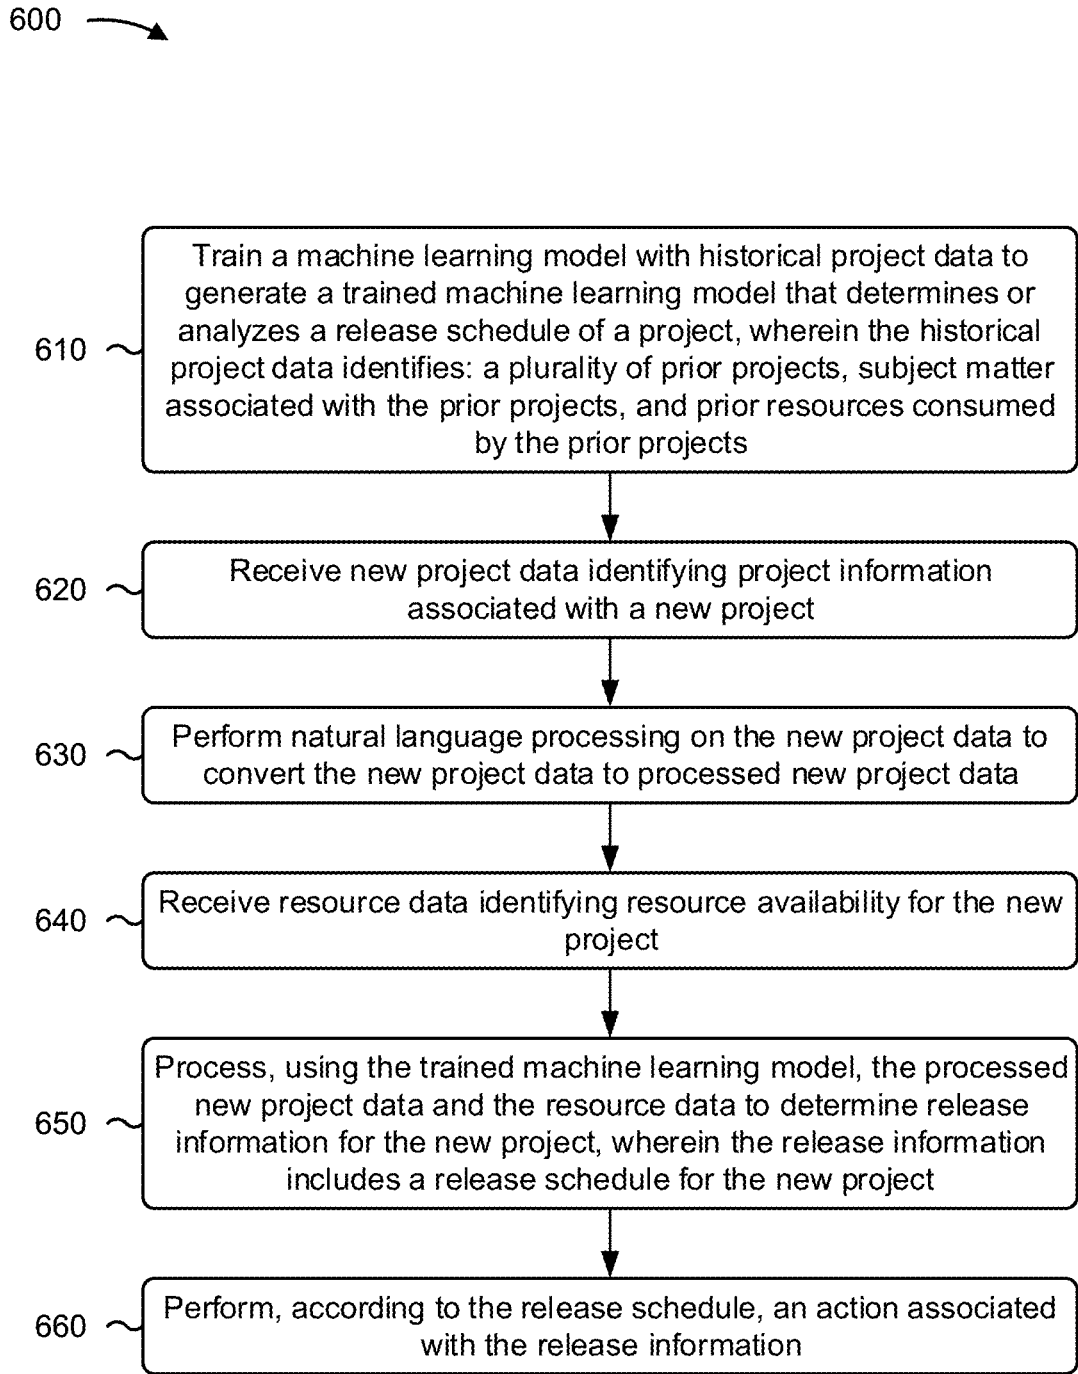 600
610
Train a machine learning model with historical project data to
generate a trained machine learning model that determines or
analyzes a release schedule of a project, wherein the historical
project data identifies: a plurality of prior projects, subject matter
associated with the prior projects, and prior resources consumed
by the prior projects
620
Receive new project data identifying project information
associated with a new project
630
Perform natural language processing on the new project data to
convert the new project data to processed new project data
640
Receive resource data identifying resource availability for the new
project
650
Process, using the trained machine learning model, the processed
new project data and the resource data to determine release
information for the new project, wherein the release information
includes a release schedule for the new project
660
Perform, according to the release schedule, an action associated
with the release information